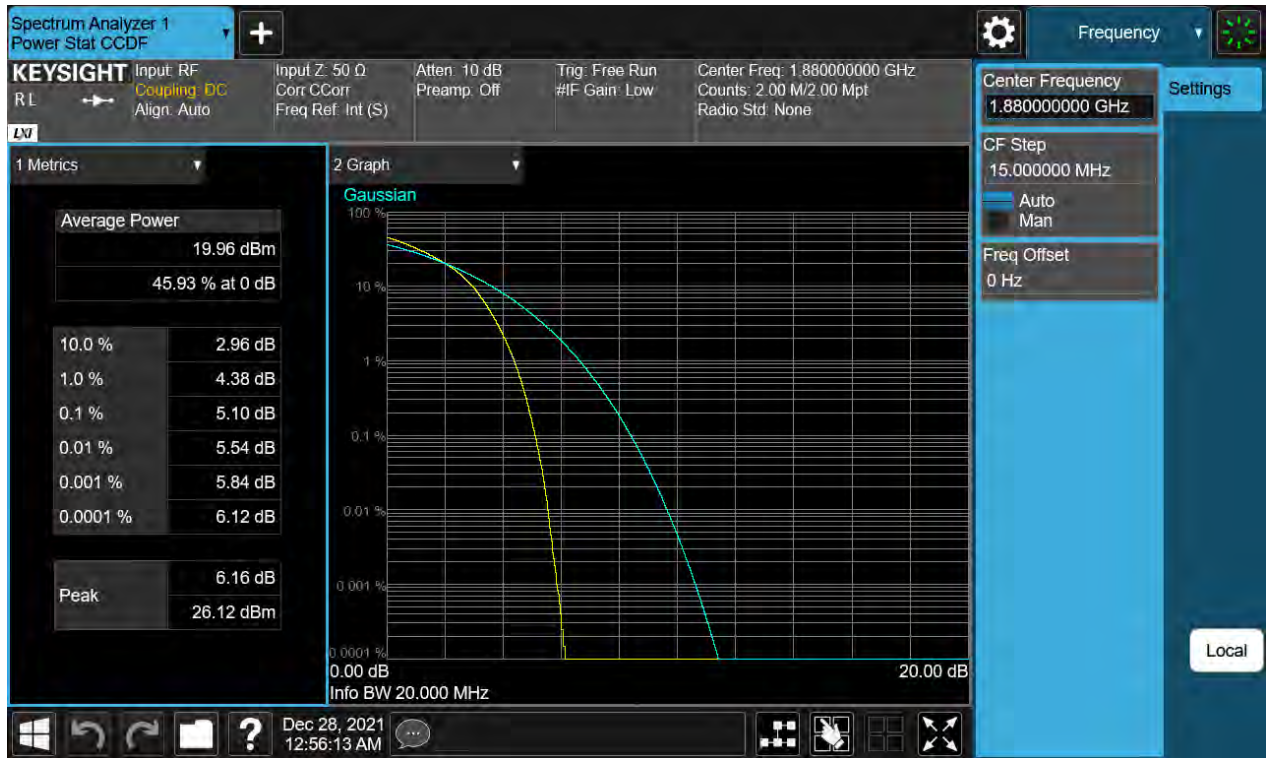 Spectrum Analyzer 1
Power Stat CCDF
+
Frequency
KEYSIGHT
RL
LXI
Input: RF
Coupling: DC
Align: Auto
Input Z: 50 Ω
Corr CCorr
Freq Ref: Int (S)
Atten: 10 dB
Preamp: Off
Trig: Free Run
#IF Gain: Low
Center Freq: 1.880000000 GHz
Counts: 2.00 M/2.00 Mpt
Radio Std: None
Center Frequency
1.880000000 GHz
Settings
CF Step
15.000000 MHz
Auto
Man
Freq Offset
0 Hz
1 Metrics
Average Power
19.96 dBm
45.93 % at 0 dB
10.0 % 2.96 dB
1.0 % 4.38 dB
0.1 % 5.10 dB
0.01 % 5.54 dB
0.001 % 5.84 dB
0.0001 % 6.12 dB
Peak
6.16 dB
26.12 dBm
2 Graph
Gaussian
100 %
10 %
1 %
0.1 %
0.01 %
0.001 %
0.0001 %
0.00 dB 20.00 dB
Info BW 20.000 MHz
Local
?
Dec 28, 2021
12:56:13 AM